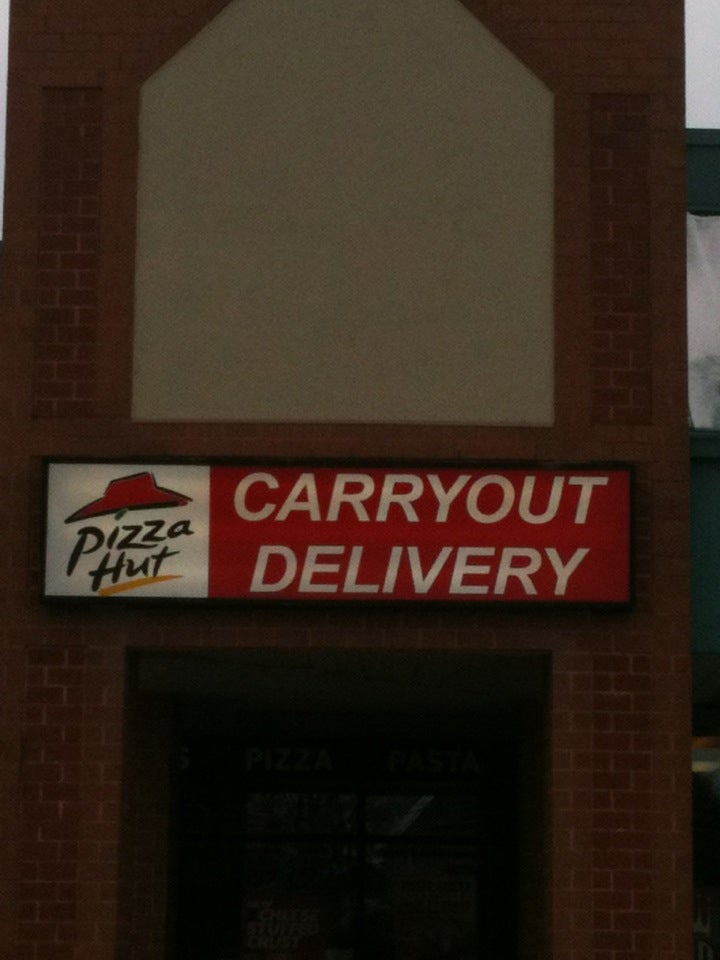 Pizza
Hut
CARRYOUT
DELIVERY
PIZZA PASTA
CHEESE
STUFFED
CRUST